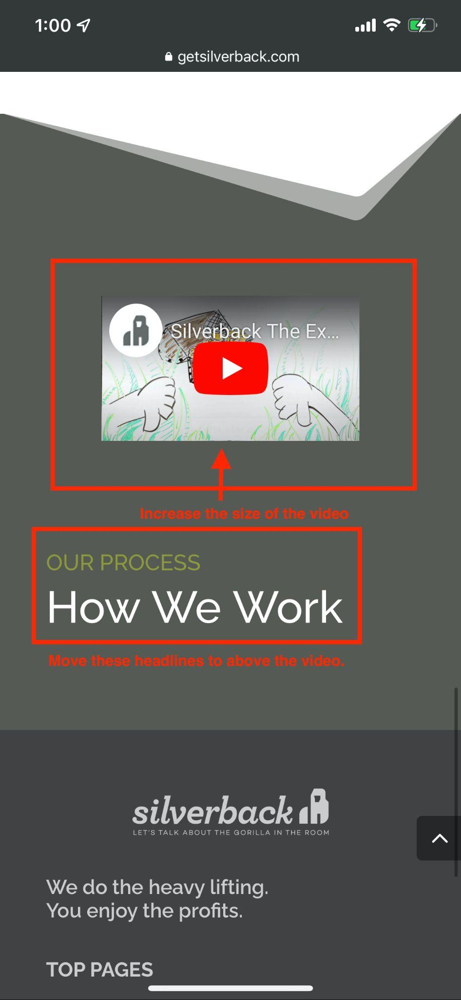 1:00
getsilverback.com
Silverback The Ex...
Increase the size of the video
OUR PROCESS
How We Work
Move these headlines to above the video.
silverback
LET'S TALK ABOUT THE GORILLA IN THE ROOM
We do the heavy lifting.
You enjoy the profits.
TOP PAGES